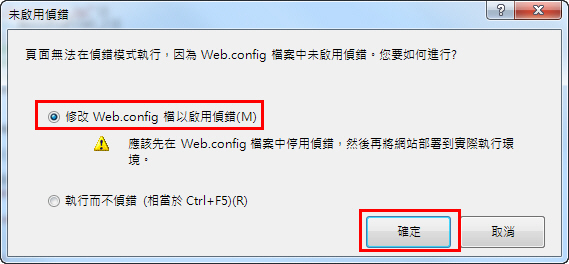 未啟用偵錯
頁面無法在偵錯模式執行，因為 Web.config 檔案中未啟用偵錯。您要如何進行?
修改 Web.config 檔以啟用偵錯(M)
應該先在 Web.config 檔案中停用偵錯，然後再將網站部署到實際執行環
境。
執行而不偵錯 (相當於 Ctrl+F5)(R)
確定
取消